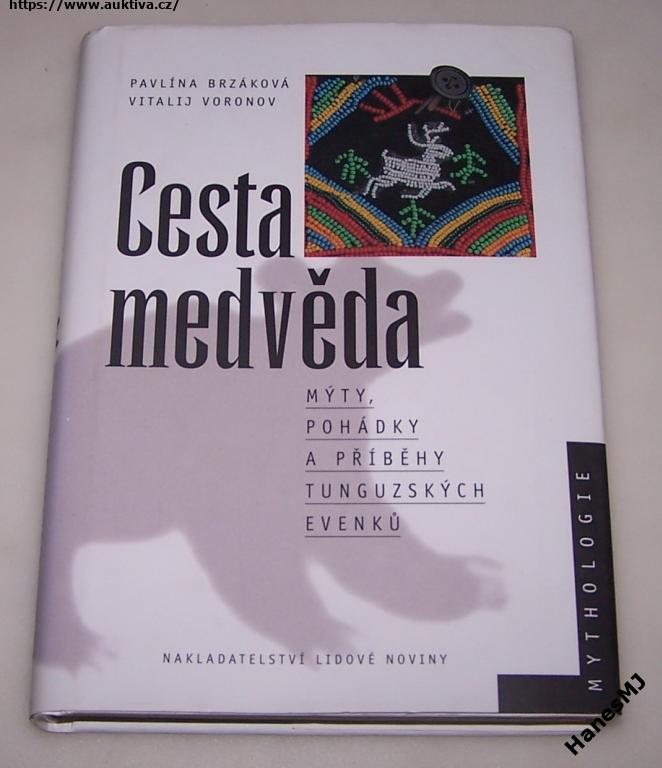 https://www.auktiva.cz/
PAVLÍNA BRZÁKOVÁ
VITALIJ VORONOV
Cesta
medvěda
MÝTY,
POHÁDKY
A PŘÍBĚHY
TUNGUZSKÝCH
EVENKŮ
NAKLADATELSTVÍ LIDOVÉ NOVINY
MYTHOLOGIE
HanesMJ